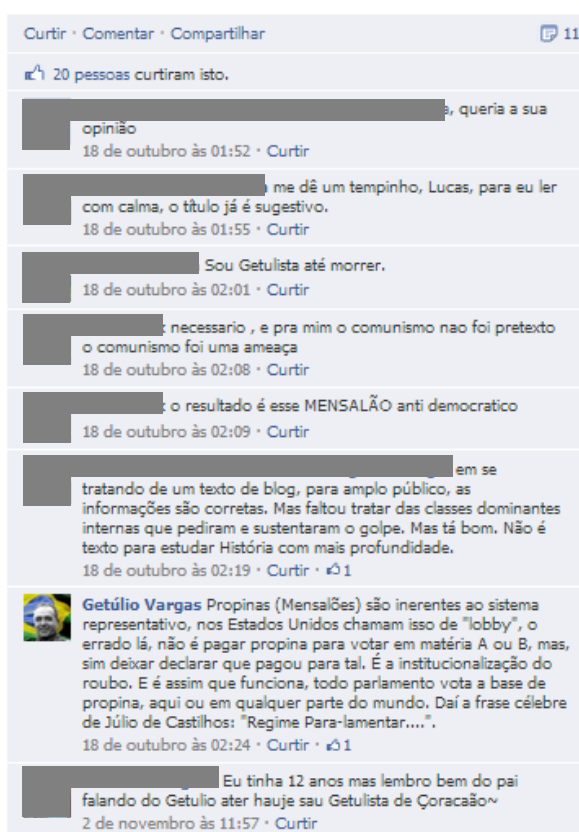 Curtir · Comentar · Compartilhar 11
20 pessoas curtiram isto.
, queria a sua
opinião
18 de outubro às 01:52 · Curtir
me dê um tempinho, Lucas, para eu ler
com calma, o título já é sugestivo.
18 de outubro às 01:55 · Curtir
Sou Getulista até morrer.
18 de outubro às 02:01 · Curtir
necessario , e pra mim o comunismo nao foi pretexto
o comunismo foi uma ameaça
18 de outubro às 02:08 · Curtir
o resultado é esse MENSALÃO anti democratico
18 de outubro às 02:09 · Curtir
em se
tratando de um texto de blog, para amplo público, as
informações são corretas. Mas faltou tratar das classes dominantes
internas que pediram e sustentaram o golpe. Mas tá bom. Não é
texto para estudar História com mais profundidade.
18 de outubro às 02:19 · Curtir · 1
Getúlio Vargas Propinas (Mensalões) são inerentes ao sistema
representativo, nos Estados Unidos chamam isso de "lobby", o
errado lá, não é pagar propina para votar em matéria A ou B, mas,
sim deixar declarar que pagou para tal. É a institucionalização do
roubo. E é assim que funciona, todo parlamento vota a base de
propina, aqui ou em qualquer parte do mundo. Daí a frase célebre
de Júlio de Castilhos: "Regime Para-lamentar....".
18 de outubro às 02:24 · Curtir · 1
Eu tinha 12 anos mas lembro bem do pai
falando do Getulio ater hauje sau Getulista de Çoracaão~
2 de novembro às 11:57 · Curtir